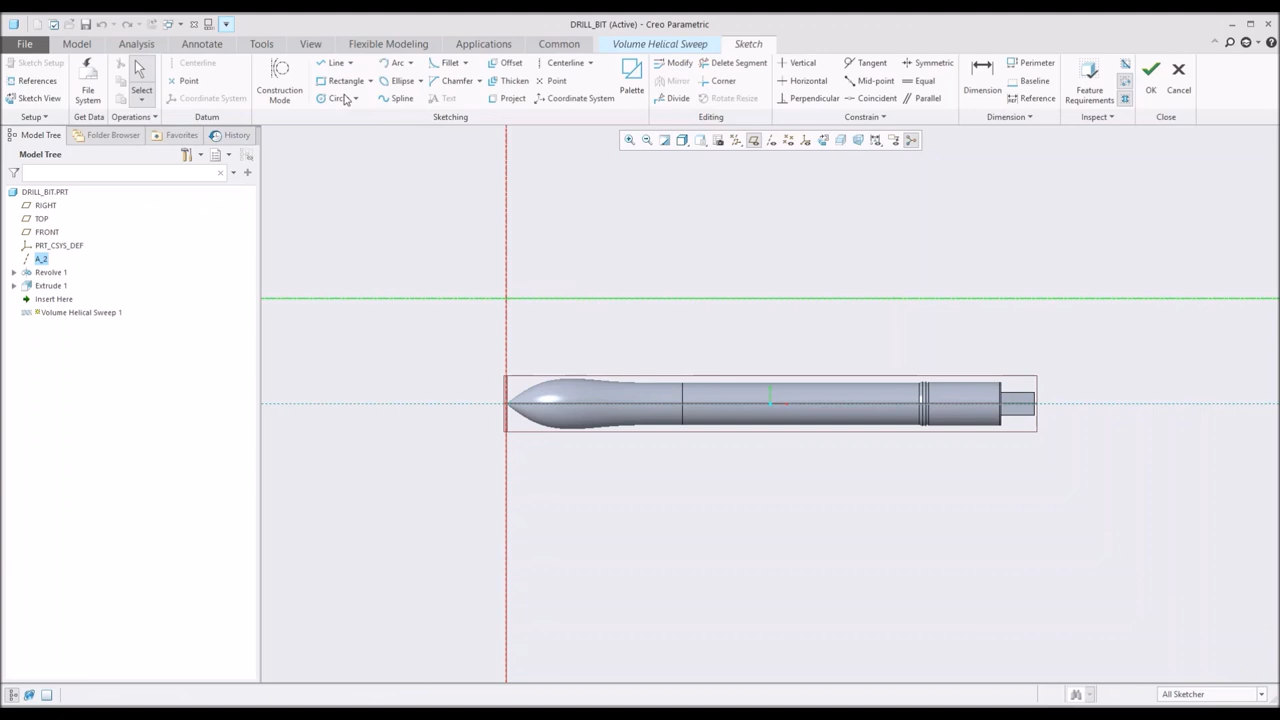 DRILL_BIT (Active) - Creo Parametric
File Model Analysis Annotate Tools View Flexible Modeling Applications Common Volume Helical Sweep Sketch
Sketch Setup
References
Sketch View
Setup
File System
Get Data
Select
Operations
Centerline
Point
Coordinate System
Datum
Construction Mode
Line Arc Fillet Offset Centerline
Rectangle Ellipse Chamfer Thicken Point
Circle Spline Text Project Coordinate System
Palette
Sketching
Modify Delete Segment
Mirror Corner
Divide Rotate Resize
Editing
Vertical Tangent Symmetric
Horizontal Mid-point Equal
Perpendicular Coincident Parallel
Constrain
Dimension
Perimeter
Baseline
Reference
Dimension
Feature Requirements
Inspect
OK Cancel
Close
Model Tree Folder Browser Favorites History
Model Tree
DRILL_BIT.PRT
RIGHT
TOP
FRONT
PRT_CSYS_DEF
A_2
Revolve 1
Extrude 1
Insert Here
Volume Helical Sweep 1
All Sketcher